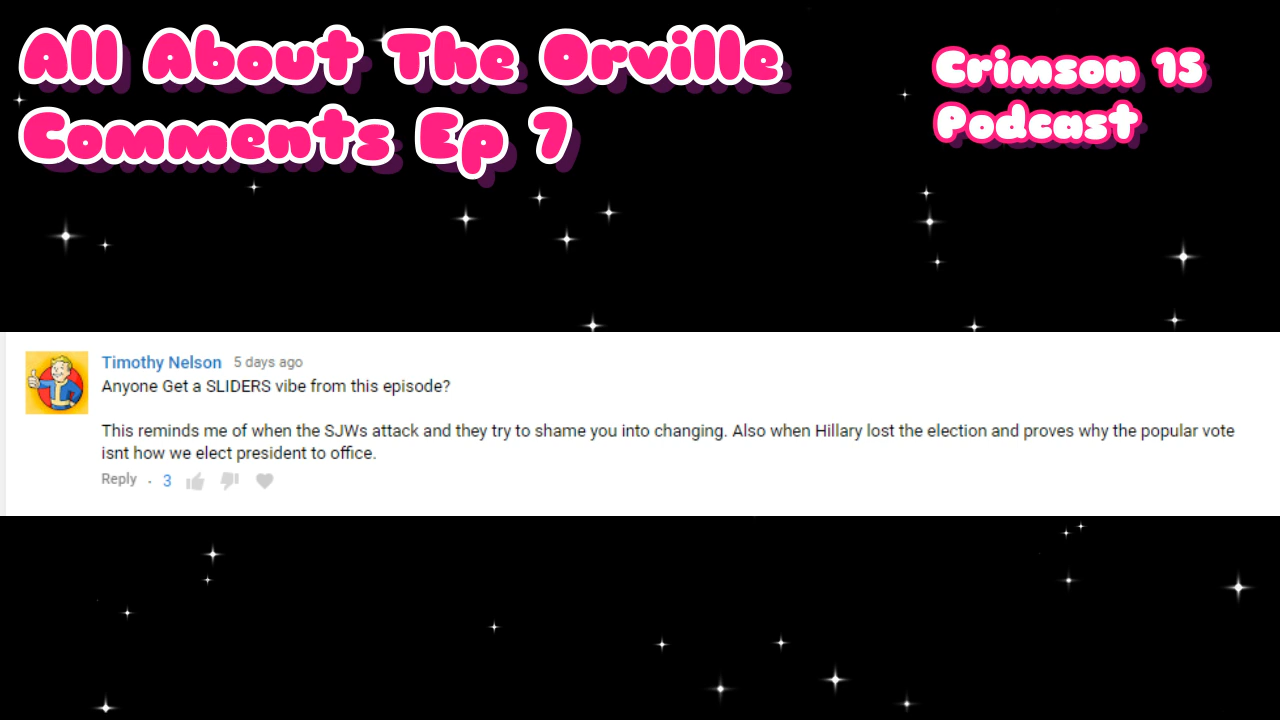 All About The Orville
Comments Ep 7
Crimson 15
Podcast
Timothy Nelson 5 days ago
Anyone Get a SLIDERS vibe from this episode?
This reminds me of when the SJWs attack and they try to shame you into changing. Also when Hillary lost the election and proves why the popular vote
isnt how we elect president to office.
Reply · 3